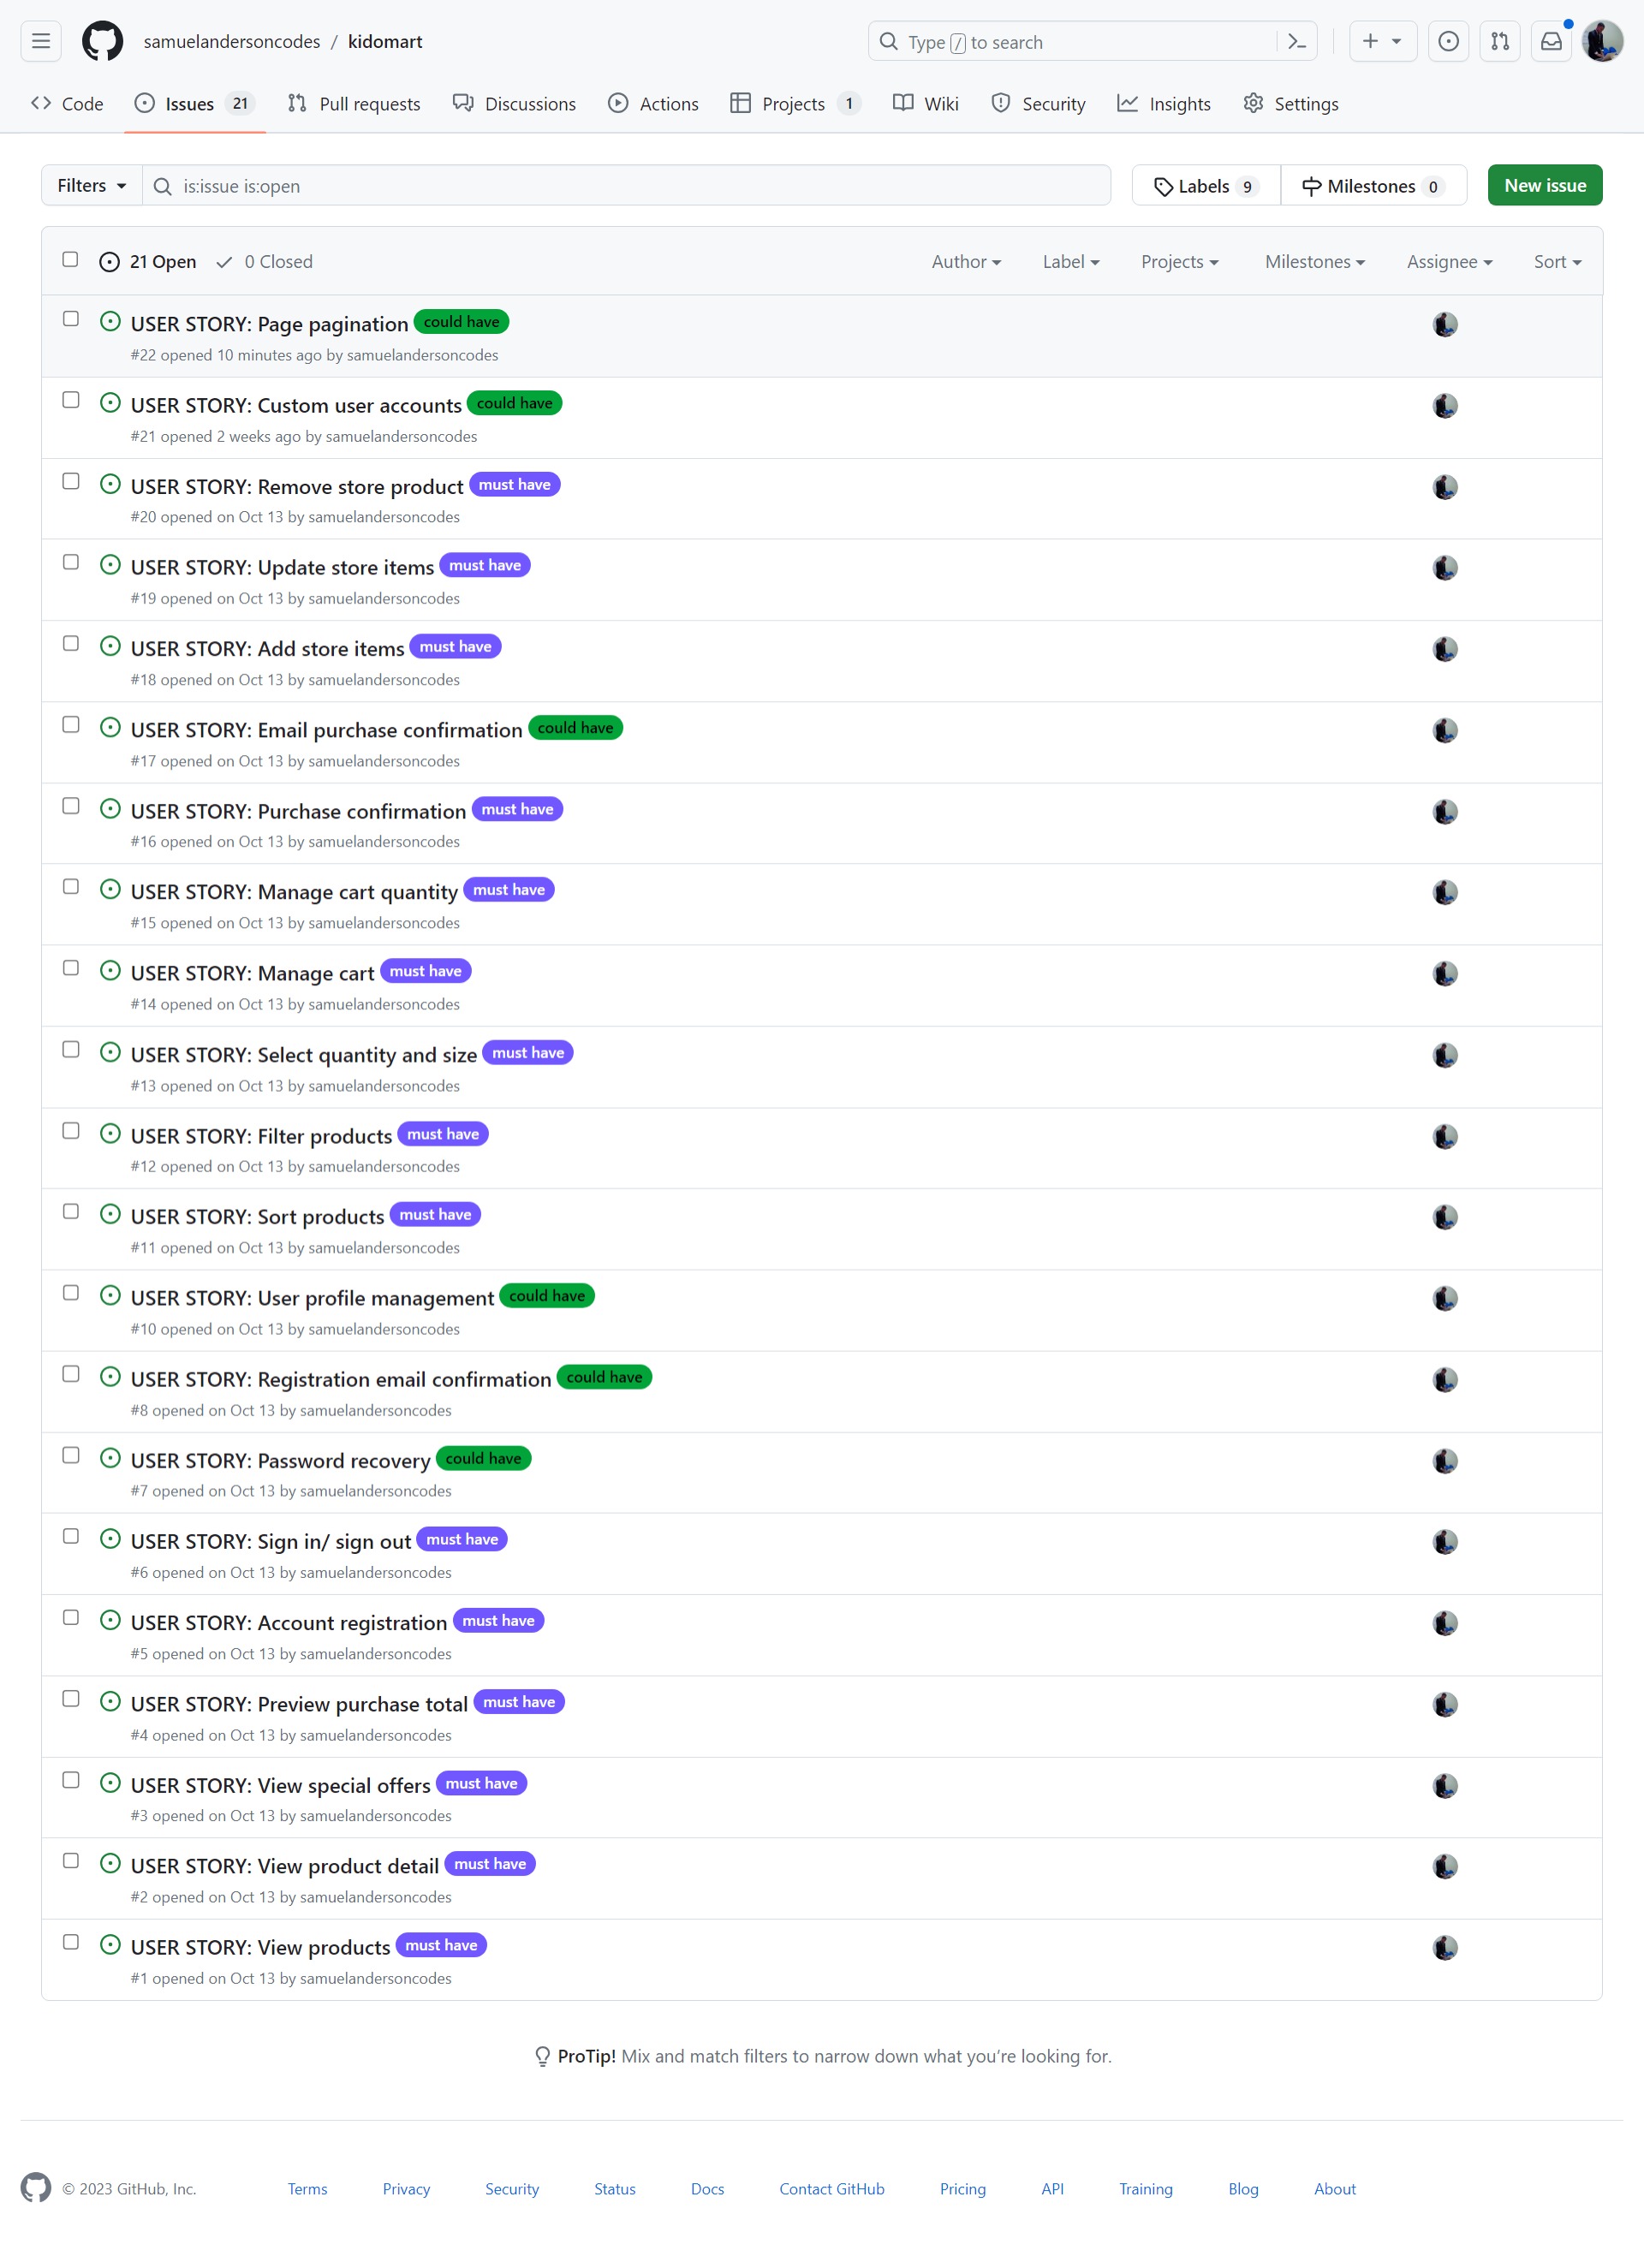 samuelandersoncodes / kidomart
Type / to search
Code Issues 21 Pull requests Discussions Actions Projects 1 Wiki Security Insights Settings
Filters is:issue is:open Labels 9 Milestones 0 New issue
21 Open 0 Closed Author Label Projects Milestones Assignee Sort
USER STORY: Page pagination could have
#22 opened 10 minutes ago by samuelandersoncodes
USER STORY: Custom user accounts could have
#21 opened 2 weeks ago by samuelandersoncodes
USER STORY: Remove store product must have
#20 opened on Oct 13 by samuelandersoncodes
USER STORY: Update store items must have
#19 opened on Oct 13 by samuelandersoncodes
USER STORY: Add store items must have
#18 opened on Oct 13 by samuelandersoncodes
USER STORY: Email purchase confirmation could have
#17 opened on Oct 13 by samuelandersoncodes
USER STORY: Purchase confirmation must have
#16 opened on Oct 13 by samuelandersoncodes
USER STORY: Manage cart quantity must have
#15 opened on Oct 13 by samuelandersoncodes
USER STORY: Manage cart must have
#14 opened on Oct 13 by samuelandersoncodes
USER STORY: Select quantity and size must have
#13 opened on Oct 13 by samuelandersoncodes
USER STORY: Filter products must have
#12 opened on Oct 13 by samuelandersoncodes
USER STORY: Sort products must have
#11 opened on Oct 13 by samuelandersoncodes
USER STORY: User profile management could have
#10 opened on Oct 13 by samuelandersoncodes
USER STORY: Registration email confirmation could have
#8 opened on Oct 13 by samuelandersoncodes
USER STORY: Password recovery could have
#7 opened on Oct 13 by samuelandersoncodes
USER STORY: Sign in/ sign out must have
#6 opened on Oct 13 by samuelandersoncodes
USER STORY: Account registration must have
#5 opened on Oct 13 by samuelandersoncodes
USER STORY: Preview purchase total must have
#4 opened on Oct 13 by samuelandersoncodes
USER STORY: View special offers must have
#3 opened on Oct 13 by samuelandersoncodes
USER STORY: View product detail must have
#2 opened on Oct 13 by samuelandersoncodes
USER STORY: View products must have
#1 opened on Oct 13 by samuelandersoncodes
ProTip! Mix and match filters to narrow down what you’re looking for.
© 2023 GitHub, Inc. Terms Privacy Security Status Docs Contact GitHub Pricing API Training Blog About